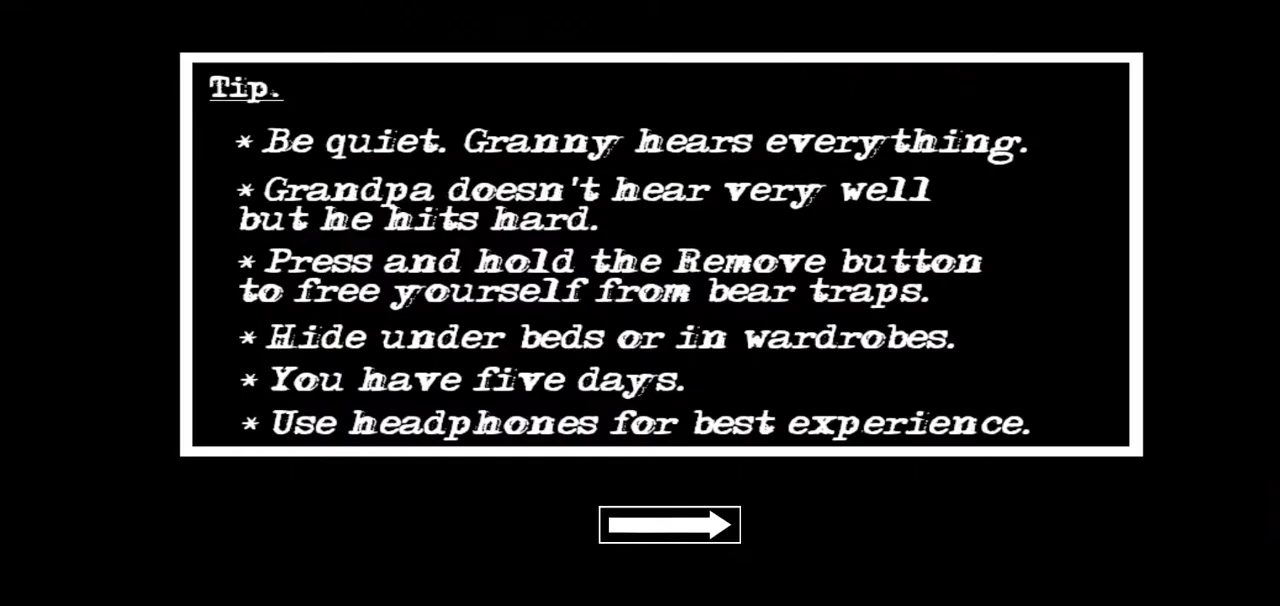 Tip.
* Be quiet. Granny hears everything.
* Grandpa doesn't hear very well
but he hits hard.
* Press and hold the Remove button
to free yourself from bear traps.
* Hide under beds or in wardrobes.
* You have five days.
* Use headphones for best experience.